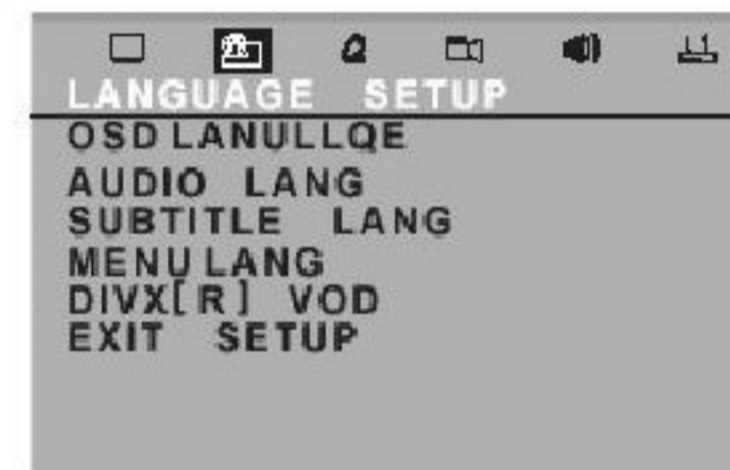 LANGUAGE SETUP
OSD LANULLQE
AUDIO LANG
SUBTITLE LANG
MENU LANG
DIVX[R] VOD
EXIT SETUP